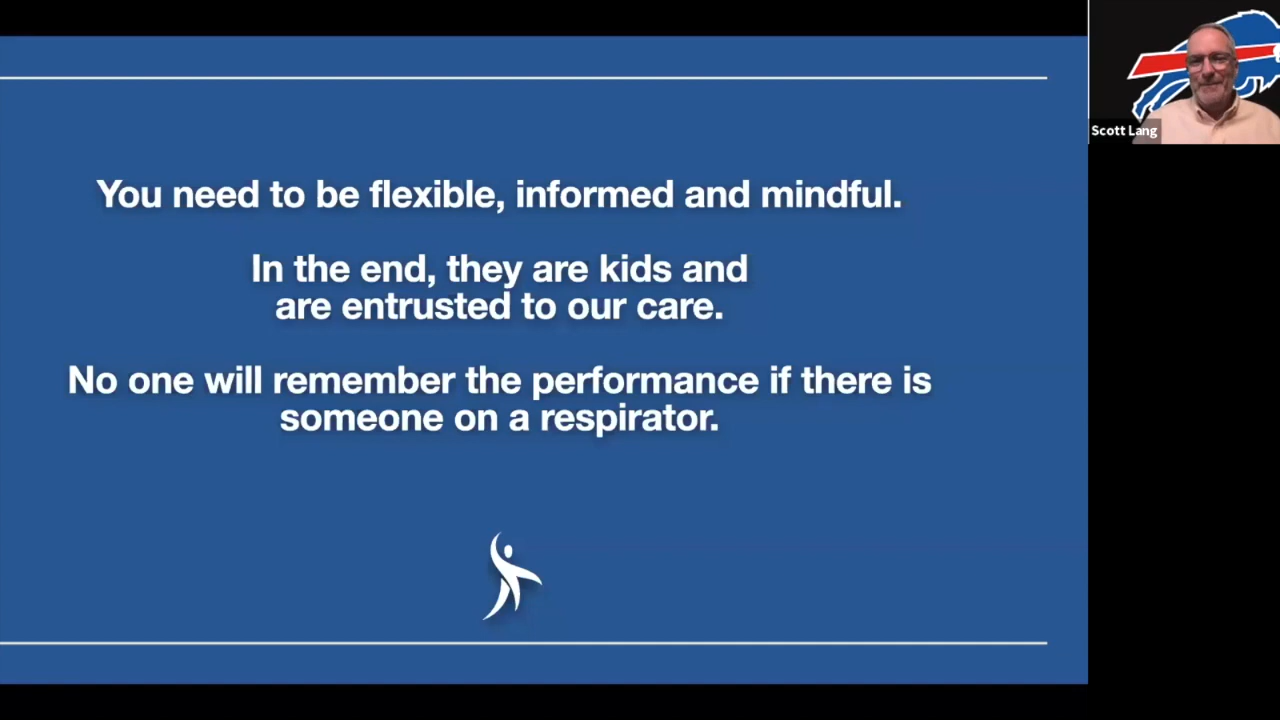 You need to be flexible, informed and mindful.
In the end, they are kids and
are entrusted to our care.
No one will remember the performance if there is
someone on a respirator.
Scott Lang